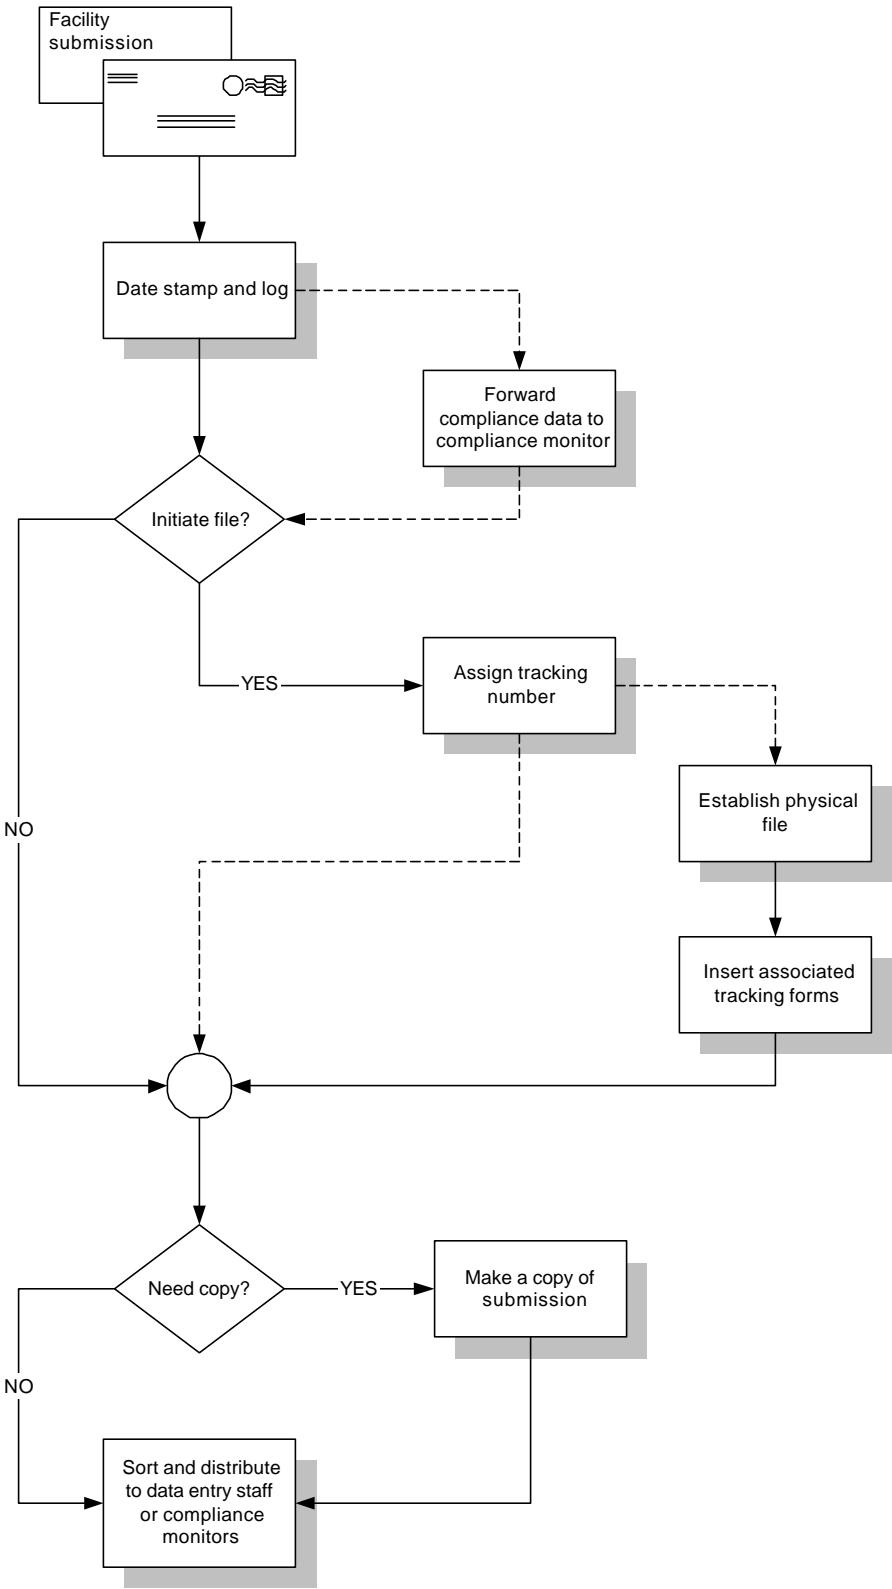 Facility
submission
Date stamp and log
Forward
compliance data to
compliance monitor
Initiate file?
YES
Assign tracking
number
Establish physical
file
NO
Insert associated
tracking forms
Need copy?
YES
Make a copy of
submission
NO
Sort and distribute
to data entry staff
or compliance
monitors